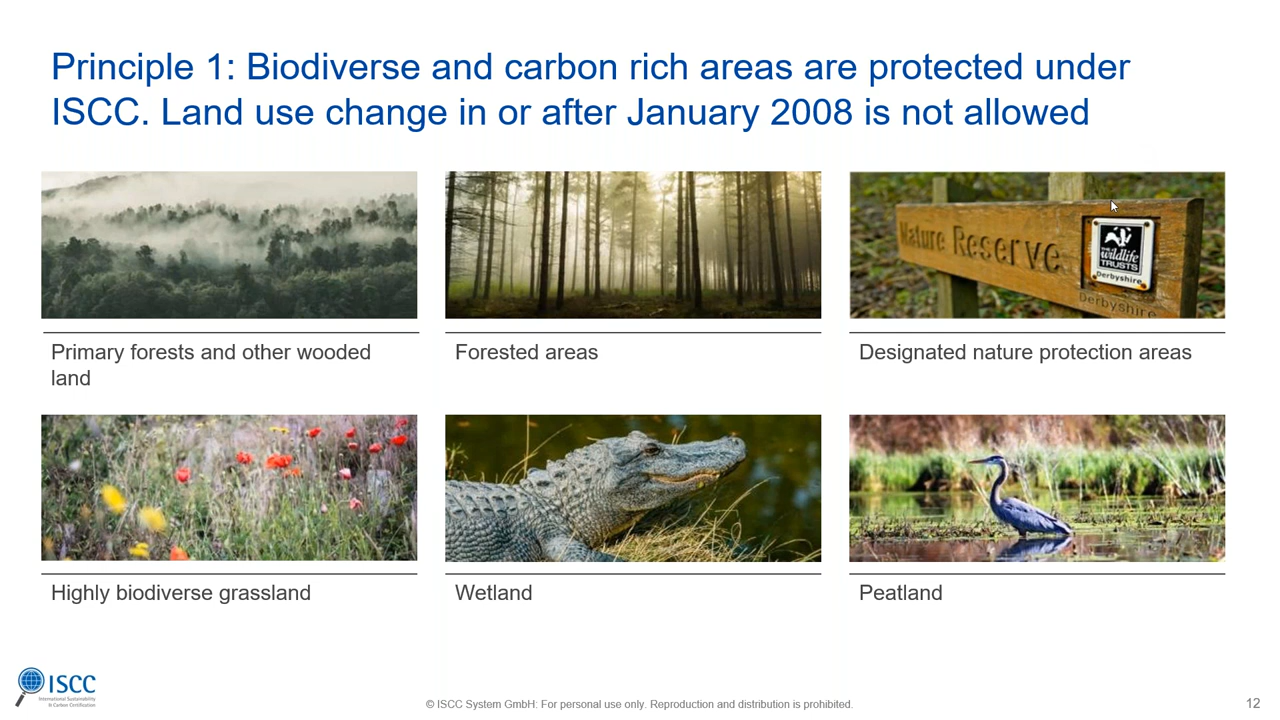 Principle 1: Biodiverse and carbon rich areas are protected under
ISCC. Land use change in or after January 2008 is not allowed
Nature Reserve
THE
wildlife
TRUSTS
Derbyshire
Derbyshire
Primary forests and other wooded
land
Forested areas
Designated nature protection areas
Highly biodiverse grassland
Wetland
Peatland
ISCC
International Sustainability
& Carbon Certification
© ISCC System GmbH: For personal use only. Reproduction and distribution is prohibited.
12